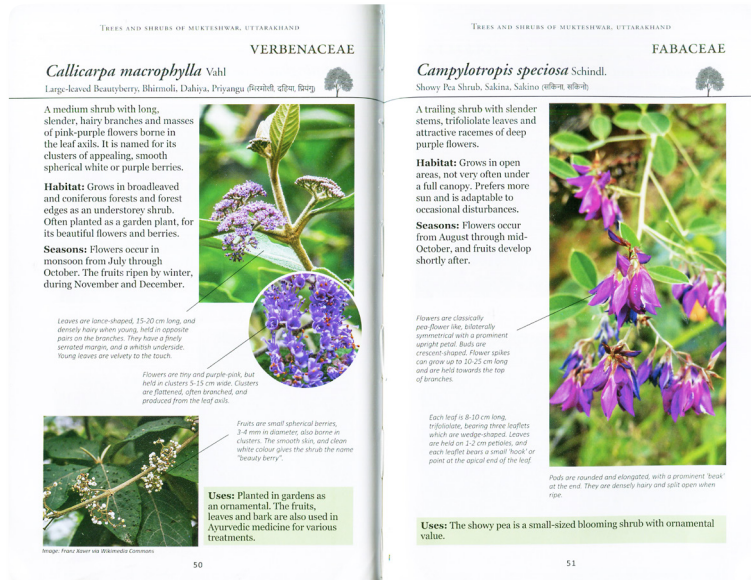 TREES AND SHRUBS OF MUKTESHWAR, UTTARAKHAND
VERBENACEAE
Callicarpa macrophylla Vahl
Large-leaved Beautyberry, Bhirmoli, Dahiya, Priyangu (भिरमोली, दहिया, प्रियंगु)
A medium shrub with long,
slender, hairy branches and masses
of pink-purple flowers borne in
the leaf axils. It is named for its
clusters of appealing, smooth
spherical white or purple berries.
Habitat: Grows in broadleaved
and coniferous forests and forest
edges as an understorey shrub.
Often planted as a garden plant, for
its beautiful flowers and berries.
Seasons: Flowers occur in
monsoon from July through
October. The fruits ripen by winter,
during November and December.
Leaves are lance-shaped, 15-20 cm long, and
densely hairy when young, held in opposite
pairs on the branches. They have a finely
serrated margin, and a whitish underside.
Young leaves are velvety to the touch.
Flowers are tiny and purple-pink, but
held in clusters 5-15 cm wide. Clusters
are flattened, often branched, and
produced from the leaf axils.
Fruits are small spherical berries,
3-4 mm in diameter, also borne in
clusters. The smooth skin, and clean
white colour gives the shrub the name
"beauty berry".
Uses: Planted in gardens as
an ornamental. The fruits,
leaves and bark are also used in
Ayurvedic medicine for various
treatments.
Image: Franz Xaver via Wikimedia Commons
50
TREES AND SHRUBS OF MUKTESHWAR, UTTARAKHAND
FABACEAE
Campylotropis speciosa Schindl.
Showy Pea Shrub, Sakina, Sakino (सकिना, सकिनो)
A trailing shrub with slender
stems, trifoliate leaves and
attractive racemes of deep
purple flowers.
Habitat: Grows in open
areas, not very often under
a full canopy. Prefers more
sun and is adaptable to
occasional disturbances.
Seasons: Flowers occur
from August through mid-
October, and fruits develop
shortly after.
Flowers are classically
pea-flower like, bilaterally
symmetrical with a prominent
upright petal. Buds are
crescent-shaped. Flower spikes
can grow up to 10-25 cm long
and are held towards the top
of branches.
Each leaf is 8-10 cm long,
trifoliate, bearing three leaflets
which are wedge-shaped. Leaves
are held on 1-2 cm petioles, and
each leaflet bears a small 'hook' or
point at the apical end of the leaf.
Pods are rounded and elongated, with a prominent 'beak'
at the end. They are densely hairy and split open when
ripe.
Uses: The showy pea is a small-sized blooming shrub with ornamental
value.
51